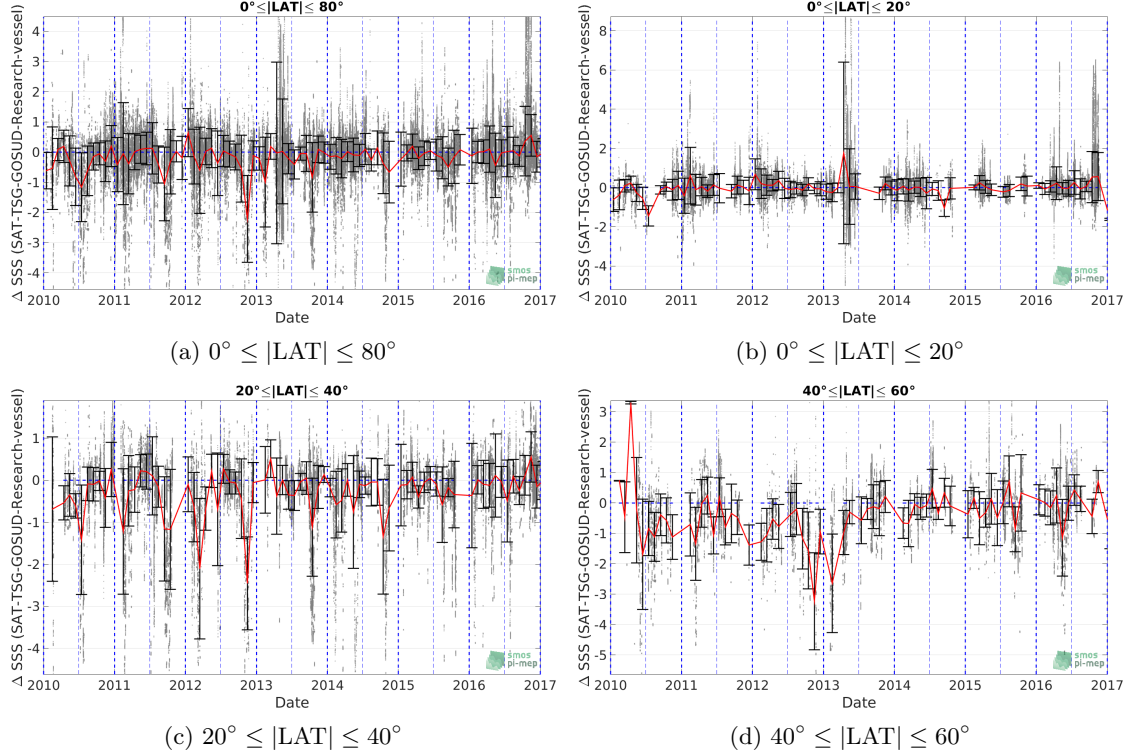 0°≤|LAT|≤ 80°
Δ SSS (SAT-TSG-GOSUD-Research-vessel)
4
3
2
1
0
-1
-2
-3
-4
smos
pi-mep
2010 2011 2012 2013 2014 2015 2016 2017
Date
(a) 0° ≤ |LAT| ≤ 80°
0°≤|LAT|≤ 20°
Δ SSS (SAT-TSG-GOSUD-Research-vessel)
8
6
4
2
0
-2
-4
smos
pi-mep
2010 2011 2012 2013 2014 2015 2016 2017
Date
(b) 0° ≤ |LAT| ≤ 20°
20°≤|LAT|≤ 40°
Δ SSS (SAT-TSG-GOSUD-Research-vessel)
1
0
-1
-2
-3
-4
smos
pi-mep
2010 2011 2012 2013 2014 2015 2016 2017
Date
(c) 20° ≤ |LAT| ≤ 40°
40°≤|LAT|≤ 60°
Δ SSS (SAT-TSG-GOSUD-Research-vessel)
3
2
1
0
-1
-2
-3
-4
-5
smos
pi-mep
2010 2011 2012 2013 2014 2015 2016 2017
Date
(d) 40° ≤ |LAT| ≤ 60°